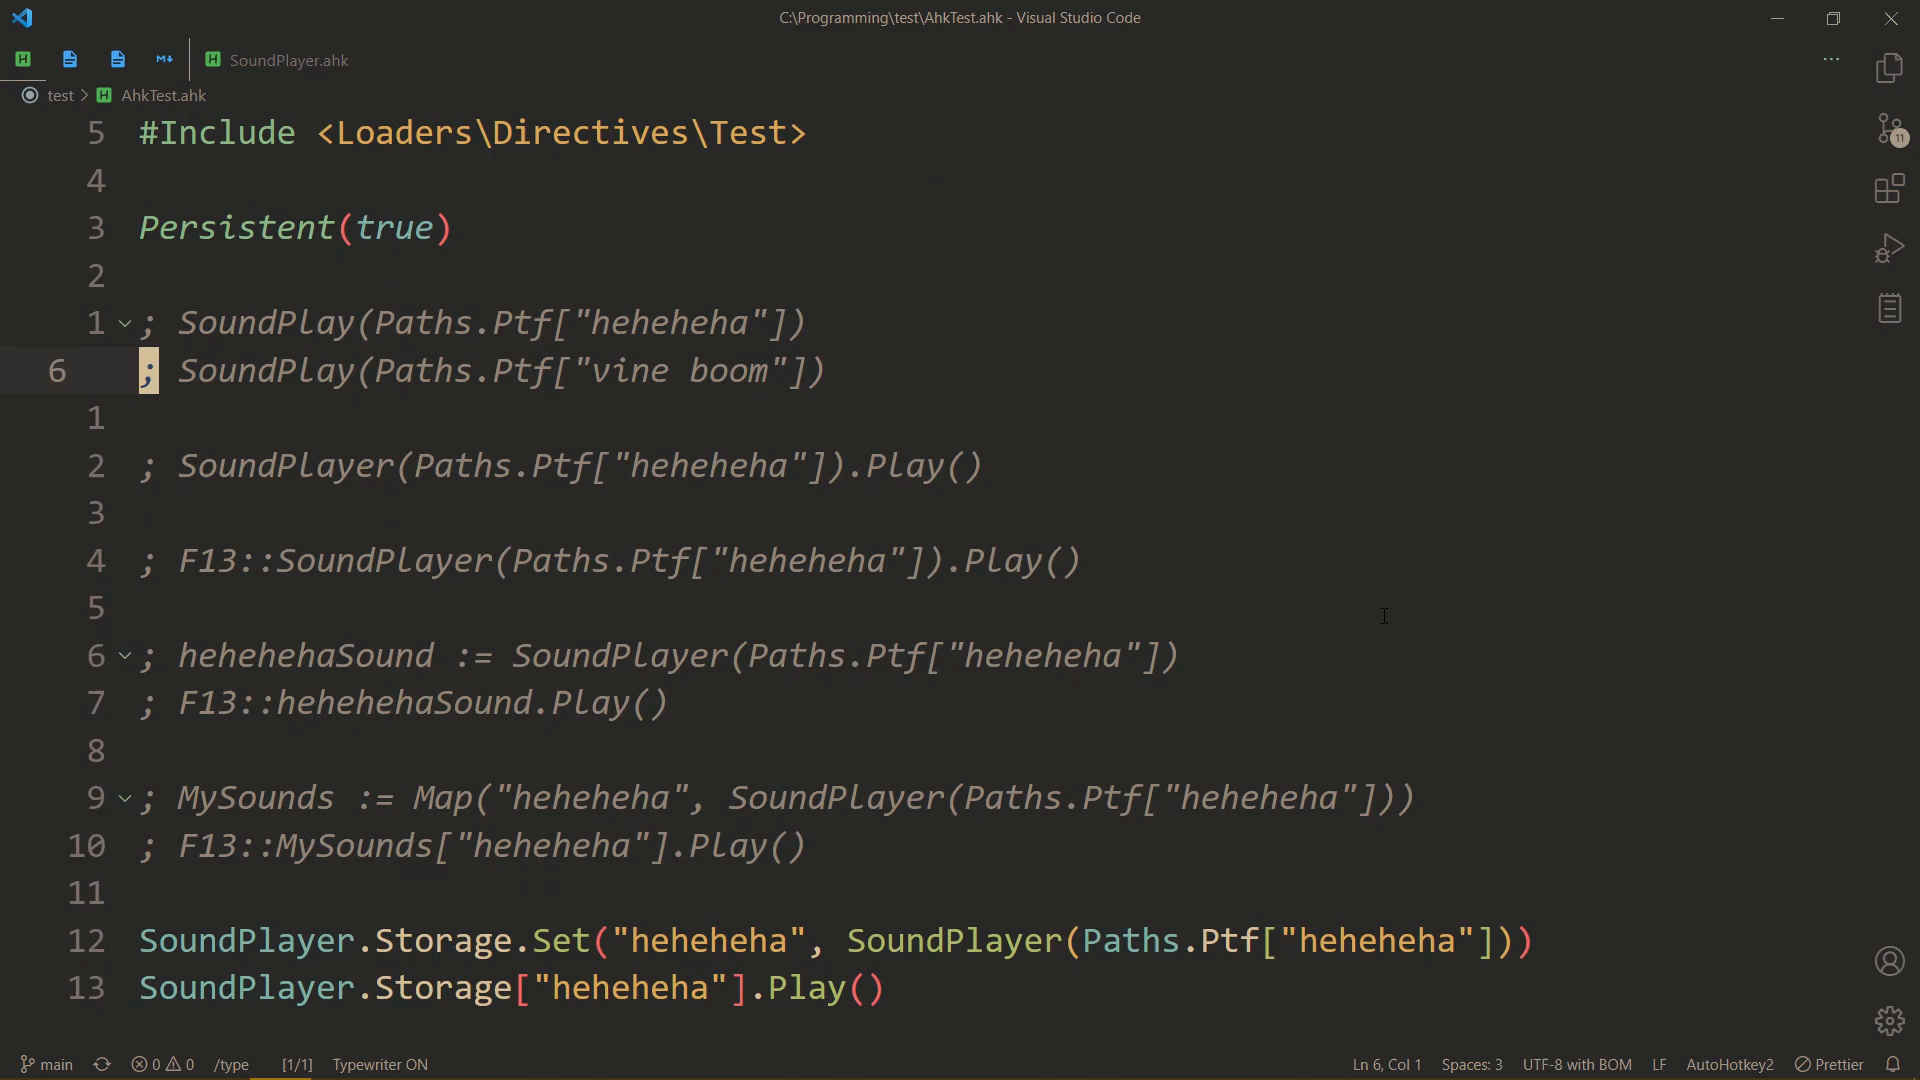 C:\Programming\test\AhkTest.ahk - Visual Studio Code
SoundPlayer.ahk
test > AhkTest.ahk
5 #Include <Loaders\Directives\Test>
4
3 Persistent(true)
2
1 ; SoundPlay(Paths.Ptf["heheheha"])
6 ; SoundPlay(Paths.Ptf["vine boom"])
1
2 ; SoundPlayer(Paths.Ptf["heheheha"]).Play()
3
4 ; F13::SoundPlayer(Paths.Ptf["heheheha"]).Play()
5
6 ; hehehehaSound := SoundPlayer(Paths.Ptf["heheheha"])
7 ; F13::hehehehaSound.Play()
8
9 ; MySounds := Map("heheheha", SoundPlayer(Paths.Ptf["heheheha"]))
10 ; F13::MySounds["heheheha"].Play()
11
12 SoundPlayer.Storage.Set("heheheha", SoundPlayer(Paths.Ptf["heheheha"]))
13 SoundPlayer.Storage["heheheha"].Play()
11
main 0 0 /type [1/1] Typewriter ON Ln 6, Col 1 Spaces: 3 UTF-8 with BOM LF AutoHotkey2 Prettier